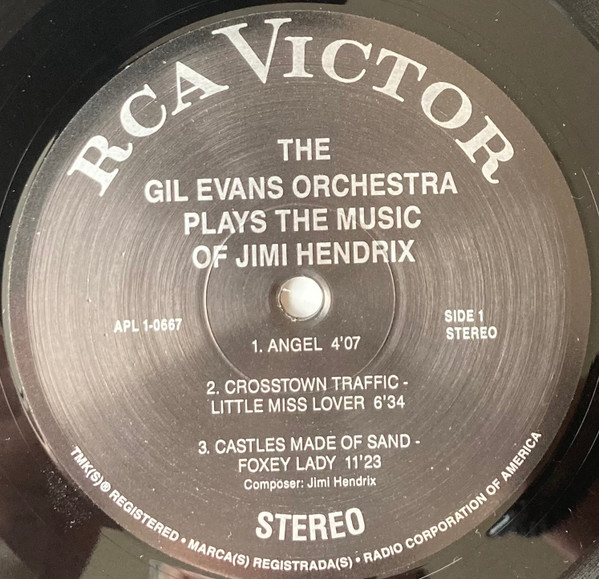 RCA VICTOR
THE
GIL EVANS ORCHESTRA
PLAYS THE MUSIC
OF JIMI HENDRIX
APL 1-0667
SIDE 1
STEREO
1. ANGEL 4'07
2. CROSSTOWN TRAFFIC -
LITTLE MISS LOVER 6'34
3. CASTLES MADE OF SAND -
FOXEY LADY 11'23
Composer: Jimi Hendrix
STEREO
TMK(S)® REGISTERED • MARCA(S) REGISTRADA(S) • RADIO CORPORATION OF AMERICA